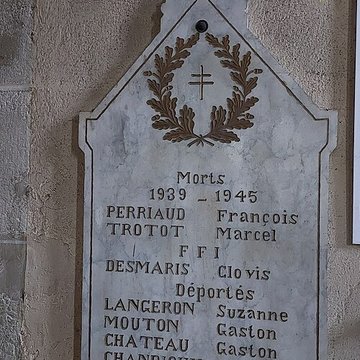 Morts
1939 - 1945
PERRIAUD François
TROTOT Marcel
F F I
DESMARIS Clovis
Déportés
LANGERON Suzanne
MOUTON Gaston
CHATEAU Gaston